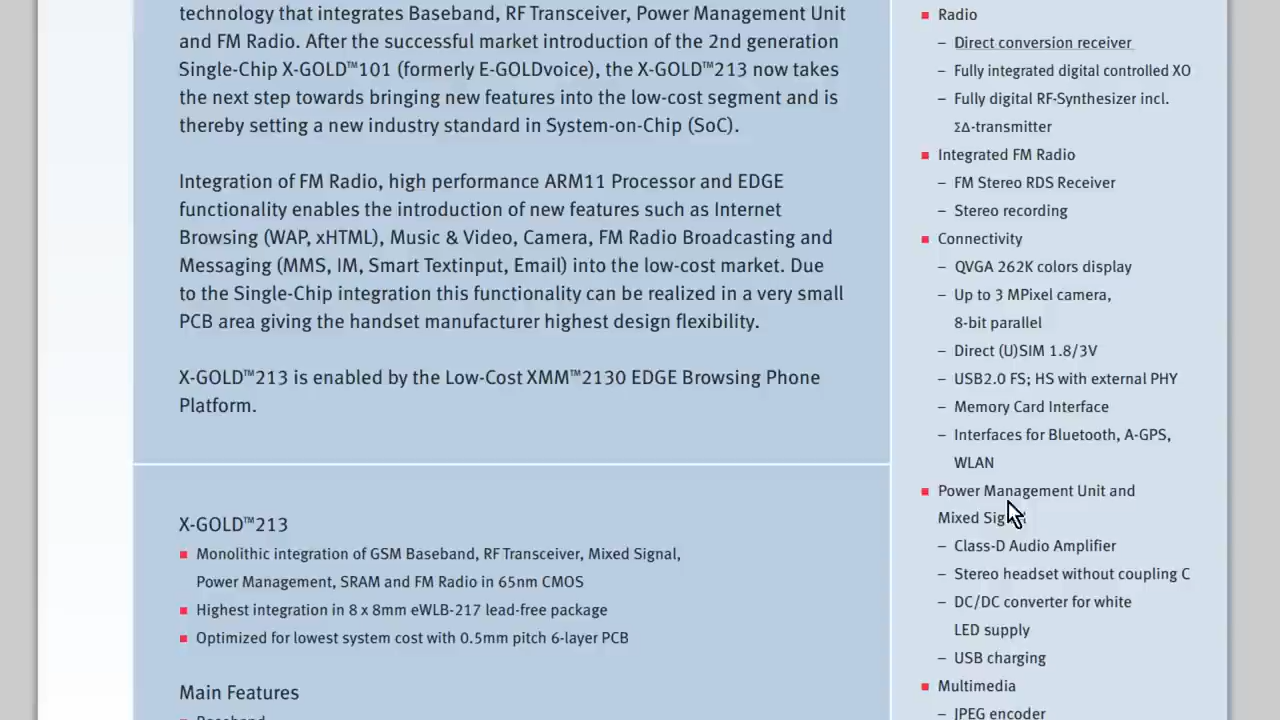 technology that integrates Baseband, RF Transceiver, Power Management Unit
and FM Radio. After the successful market introduction of the 2nd generation
Single-Chip X-GOLD™101 (formerly E-GOLDvoice), the X-GOLD™213 now takes
the next step towards bringing new features into the low-cost segment and is
thereby setting a new industry standard in System-on-Chip (SoC).
Integration of FM Radio, high performance ARM11 Processor and EDGE
functionality enables the introduction of new features such as Internet
Browsing (WAP, xHTML), Music & Video, Camera, FM Radio Broadcasting and
Messaging (MMS, IM, Smart Textinput, Email) into the low-cost market. Due
to the Single-Chip integration this functionality can be realized in a very small
PCB area giving the handset manufacturer highest design flexibility.
X-GOLD™213 is enabled by the Low-Cost XMM™2130 EDGE Browsing Phone
Platform.
X-GOLD™213
■ Monolithic integration of GSM Baseband, RF Transceiver, Mixed Signal,
Power Management, SRAM and FM Radio in 65nm CMOS
■ Highest integration in 8 x 8mm eWLB-217 lead-free package
■ Optimized for lowest system cost with 0.5mm pitch 6-layer PCB
Main Features
■ Baseband
■ Radio
– Direct conversion receiver
– Fully integrated digital controlled XO
– Fully digital RF-Synthesizer incl.
ΣΔ-transmitter
■ Integrated FM Radio
– FM Stereo RDS Receiver
– Stereo recording
■ Connectivity
– QVGA 262K colors display
– Up to 3 MPixel camera,
8-bit parallel
– Direct (U)SIM 1.8/3V
– USB2.0 FS; HS with external PHY
– Memory Card Interface
– Interfaces for Bluetooth, A-GPS,
WLAN
■ Power Management Unit and
Mixed Signal
– Class-D Audio Amplifier
– Stereo headset without coupling C
– DC/DC converter for white
LED supply
– USB charging
■ Multimedia
– JPEG encoder